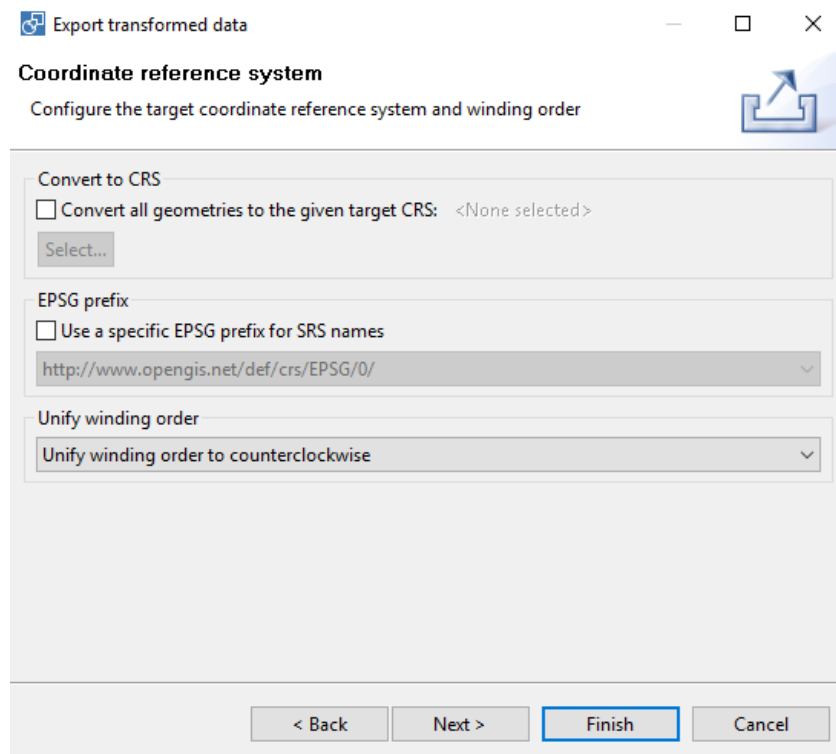 Export transformed data
Coordinate reference system
Configure the target coordinate reference system and winding order
Convert to CRS
Convert all geometries to the given target CRS: <None selected>
Select...
EPSG prefix
Use a specific EPSG prefix for SRS names
http://www.opengis.net/def/crs/EPSG/0/
Unify winding order
Unify winding order to counterclockwise
< Back Next > Finish Cancel